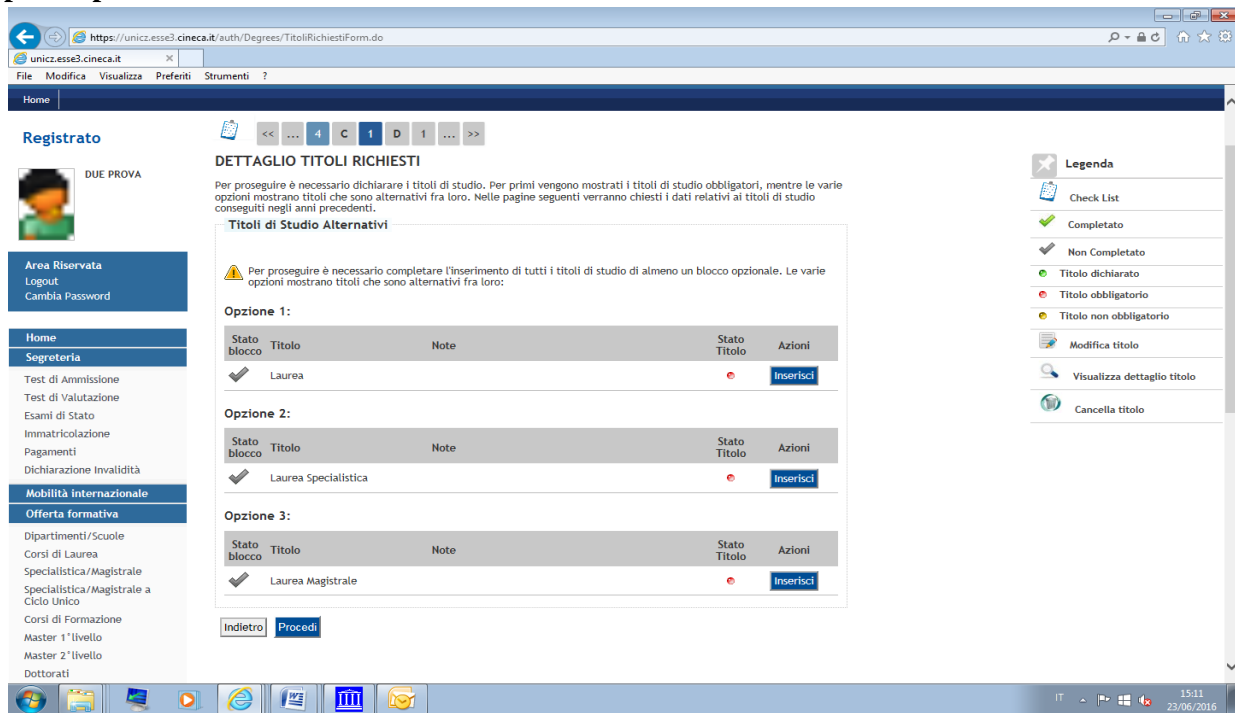 https://unicz.esse3.cineca.it/auth/Degrees/TitoliRichiestiForm.do
unicz.esse3.cineca.it
File Modifica Visualizza Preferiti Strumenti ?
Home
Registrato
DUE PROVA
Area Riservata
Logout
Cambia Password
Home
Segreteria
Test di Ammissione
Test di Valutazione
Esami di Stato
Immatricolazione
Pagamenti
Dichiarazione Invalidità
Mobilità internazionale
Offerta formativa
Dipartimenti/Scuole
Corsi di Laurea
Specialistica/Magistrale
Specialistica/Magistrale a
Ciclo Unico
Corsi di Formazione
Master 1°livello
Master 2°livello
Dottorati
<< ... 4 C 1 D 1 ... >>
DETTAGLIO TITOLI RICHIESTI
Per proseguire è necessario dichiarare i titoli di studio. Per primi vengono mostrati i titoli di studio obbligatori, mentre le varie
opzioni mostrano titoli che sono alternativi fra loro. Nelle pagine seguenti verranno chiesti i dati relativi ai titoli di studio
conseguiti negli anni precedenti.
Titoli di Studio Alternativi
Per proseguire è necessario completare l'inserimento di tutti i titoli di studio di almeno un blocco opzionale. Le varie
opzioni mostrano titoli che sono alternativi fra loro:
Opzione 1:
Stato blocco Titolo Note Stato Titolo Azioni
Laurea Inserisci
Opzione 2:
Stato blocco Titolo Note Stato Titolo Azioni
Laurea Specialistica Inserisci
Opzione 3:
Stato blocco Titolo Note Stato Titolo Azioni
Laurea Magistrale Inserisci
Indietro Procedi
Legenda
Check List
Completato
Non Completato
Titolo dichiarato
Titolo obbligatorio
Titolo non obbligatorio
Modifica titolo
Visualizza dettaglio titolo
Cancella titolo
IT
15:11
23/06/2016